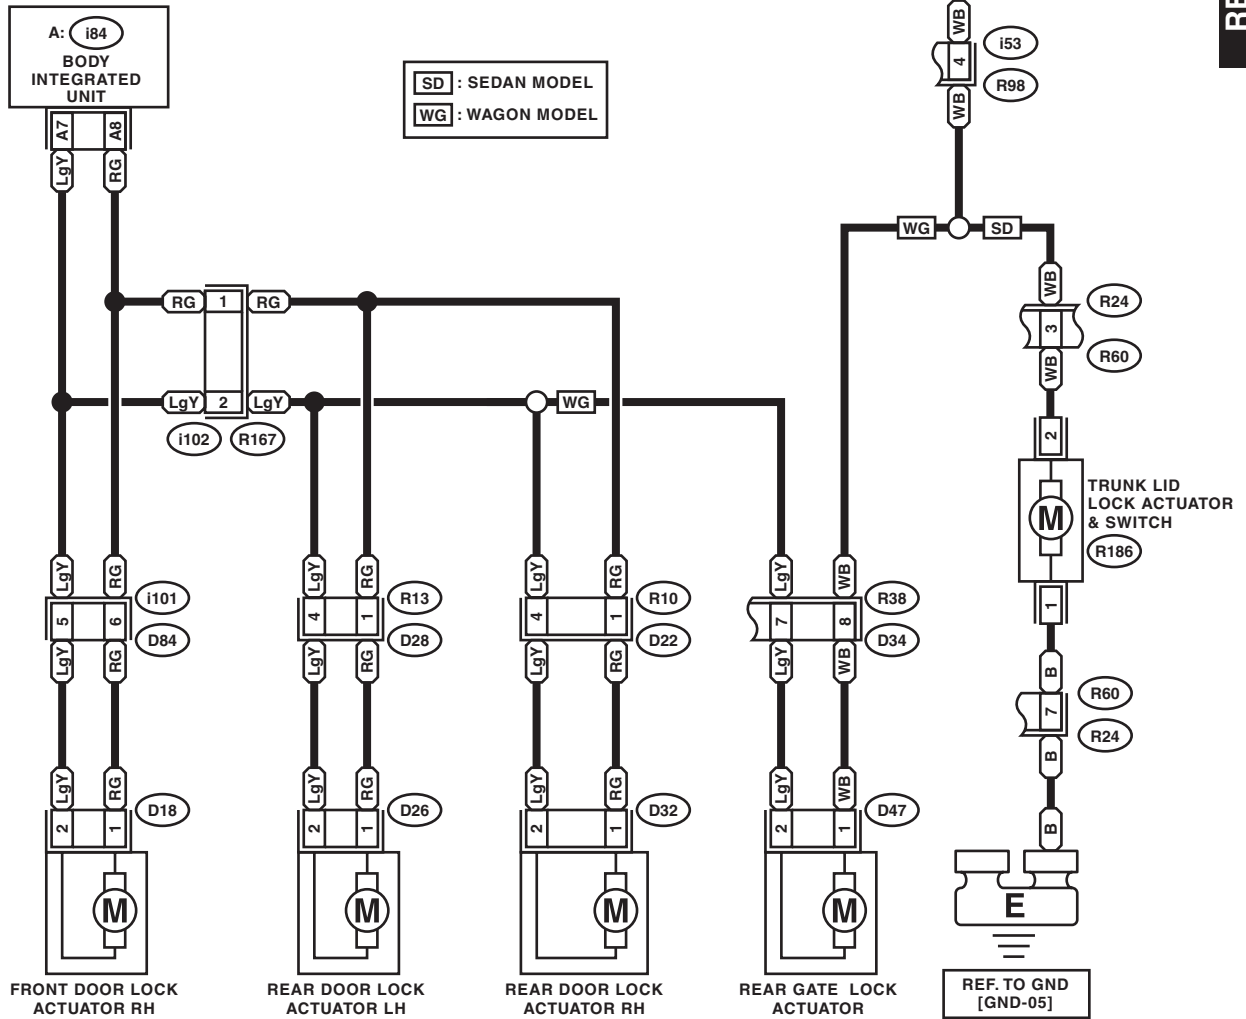 A: i84
BODY
INTEGRATED
UNIT
A7 A8
LgY RG
SD : SEDAN MODEL
WG : WAGON MODEL
WB
4
i53
R98
WB
WG SD
WB
R24
3
R60
WB
2
TRUNK LID
LOCK ACTUATOR
& SWITCH
M
R186
1
B
R60
7
R24
B
B
E
REF. TO GND
[GND-05]
RG 1 RG
LgY 2 LgY
WG
i102 R167
LgY RG
i101
5 6
D84
LgY RG
LgY RG
D18
2 1
M
FRONT DOOR LOCK
ACTUATOR RH
LgY RG
R13
4 1
D28
LgY RG
LgY RG
D26
2 1
M
REAR DOOR LOCK
ACTUATOR LH
LgY RG
R10
4 1
D22
LgY RG
LgY RG
D32
2 1
M
REAR DOOR LOCK
ACTUATOR RH
LgY WB
R38
7 8
D34
LgY WB
LgY WB
D47
2 1
M
REAR GATE LOCK
ACTUATOR